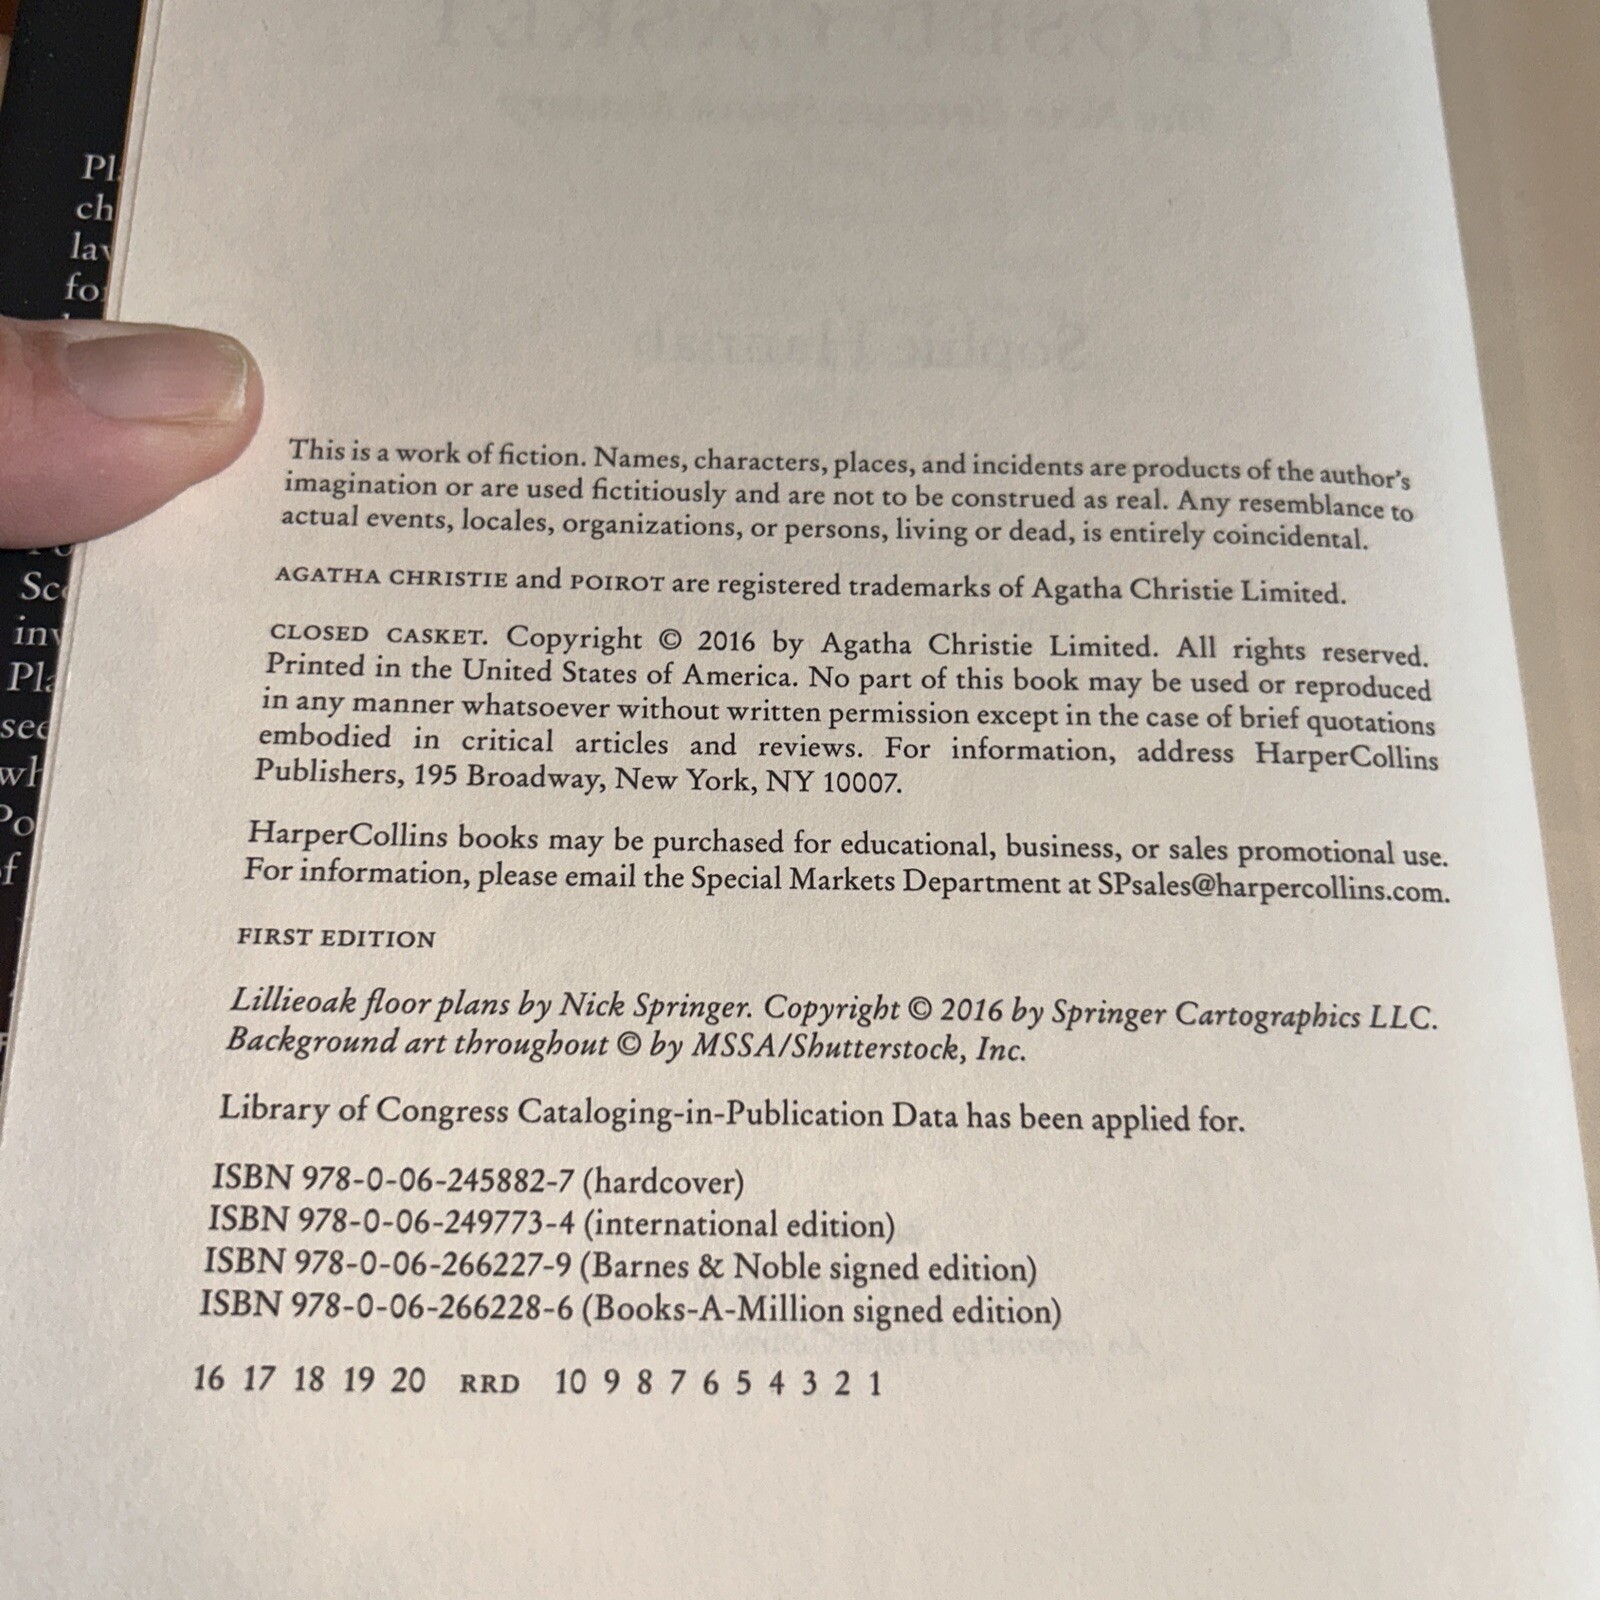 Pl
ch
la
fo
Sc
in
Pl
see
wh
Po
f
This is a work of fiction. Names, characters, places, and incidents are products of the author's
imagination or are used fictitiously and are not to be construed as real. Any resemblance to
actual events, locales, organizations, or persons, living or dead, is entirely coincidental.
AGATHA CHRISTIE and POIROT are registered trademarks of Agatha Christie Limited.
CLOSED CASKET. Copyright © 2016 by Agatha Christie Limited. All rights reserved.
Printed in the United States of America. No part of this book may be used or reproduced
in any manner whatsoever without written permission except in the case of brief quotations
embodied in critical articles and reviews. For information, address HarperCollins
Publishers, 195 Broadway, New York, NY 10007.
HarperCollins books may be purchased for educational, business, or sales promotional use.
For information, please email the Special Markets Department at SPsales@harpercollins.com.
FIRST EDITION
Lillieoak floor plans by Nick Springer. Copyright © 2016 by Springer Cartographics LLC.
Background art throughout © by MSSA/Shutterstock, Inc.
Library of Congress Cataloging-in-Publication Data has been applied for.
ISBN 978-0-06-245882-7 (hardcover)
ISBN 978-0-06-249773-4 (international edition)
ISBN 978-0-06-266227-9 (Barnes & Noble signed edition)
ISBN 978-0-06-266228-6 (Books-A-Million signed edition)
16 17 18 19 20 RRD 10 9 8 7 6 5 4 3 2 1